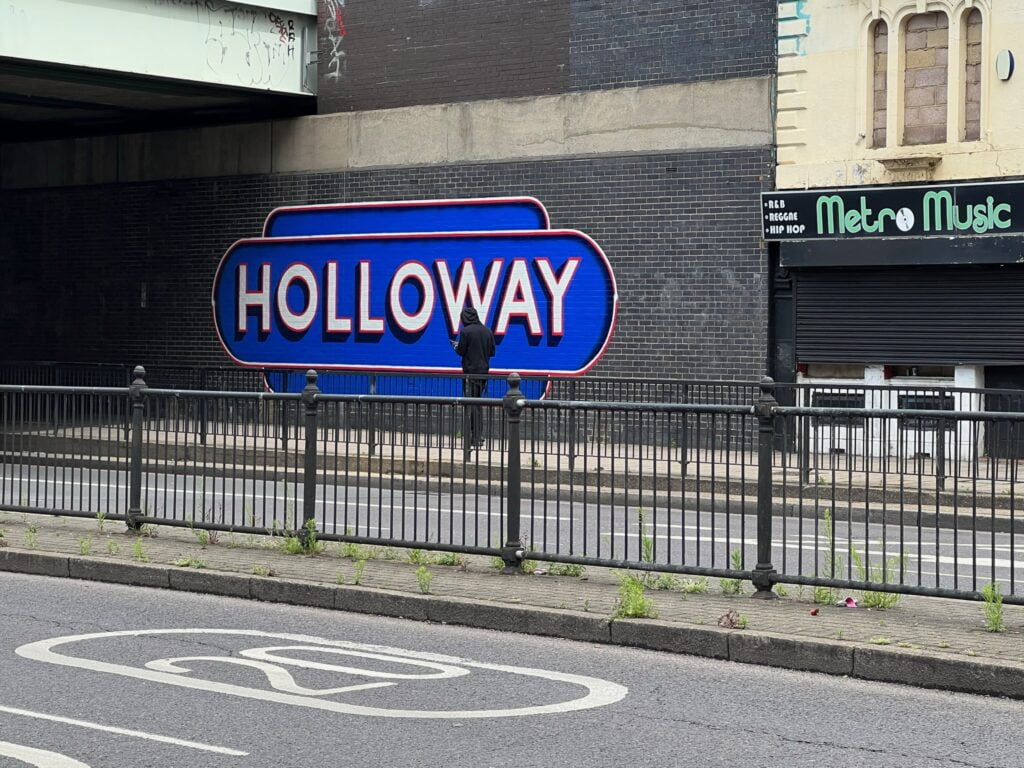 HOLLOWAY
• R&B
• REGGAE
• HIP HOP
Metro Music
20